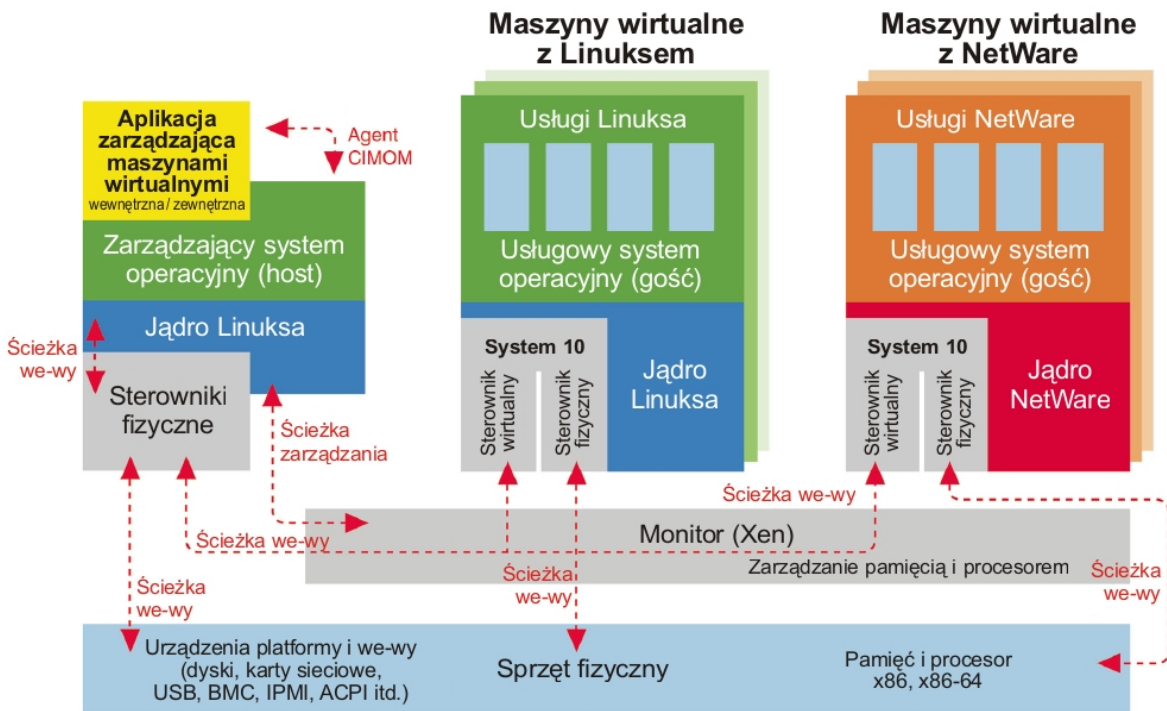 Maszyny wirtualne
z Linuksem
Maszyny wirtualne
z NetWare
Aplikacja
zarządzająca
maszynami
wirtualnymi
wewnętrzna/zewnętrzna
Agent
CIMOM
Zarządzający system
operacyjny (host)
Jądro Linuksa
Ścieżka
we-wy
Sterowniki
fizyczne
Ścieżka
zarządzania
Usługi Linuksa
Usługowy system
operacyjny (gość)
System 10
Sterownik
wirtualny
Sterownik
fizyczny
Jądro
Linuksa
Usługi NetWare
Usługowy system
operacyjny (gość)
System 10
Sterownik
wirtualny
Sterownik
fizyczny
Jądro
NetWare
Ścieżka we-wy
Ścieżka we-wy
Monitor (Xen)
Zarządzanie pamięcią i procesorem
Ścieżka
we-wy
Ścieżka
we-wy
Ścieżka
we-wy
Urządzenia platformy i we-wy
(dyski, karty sieciowe,
USB, BMC, IPMI, ACPI itd.)
Sprzęt fizyczny
Pamięć i procesor
x86, x86-64